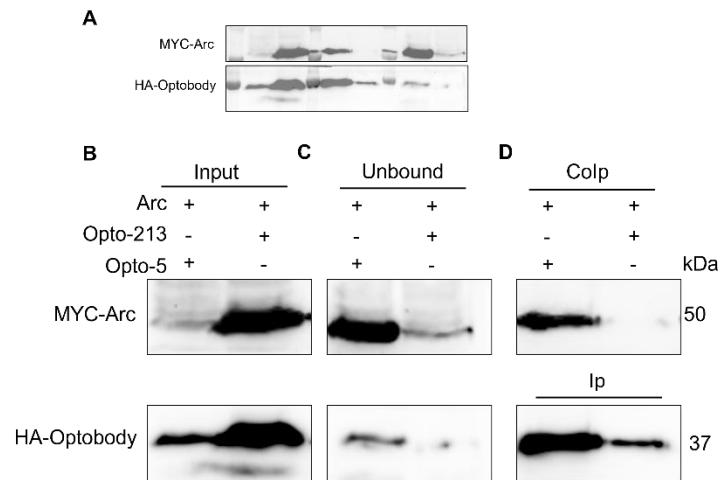 A
MYC-Arc
HA-Optobody
B C D
Input Unbound CoIp
Arc + + + + + +
Opto-213 - + - + - +
Opto-5 + - + - + - kDa
MYC-Arc 50
Ip
HA-Optobody 37